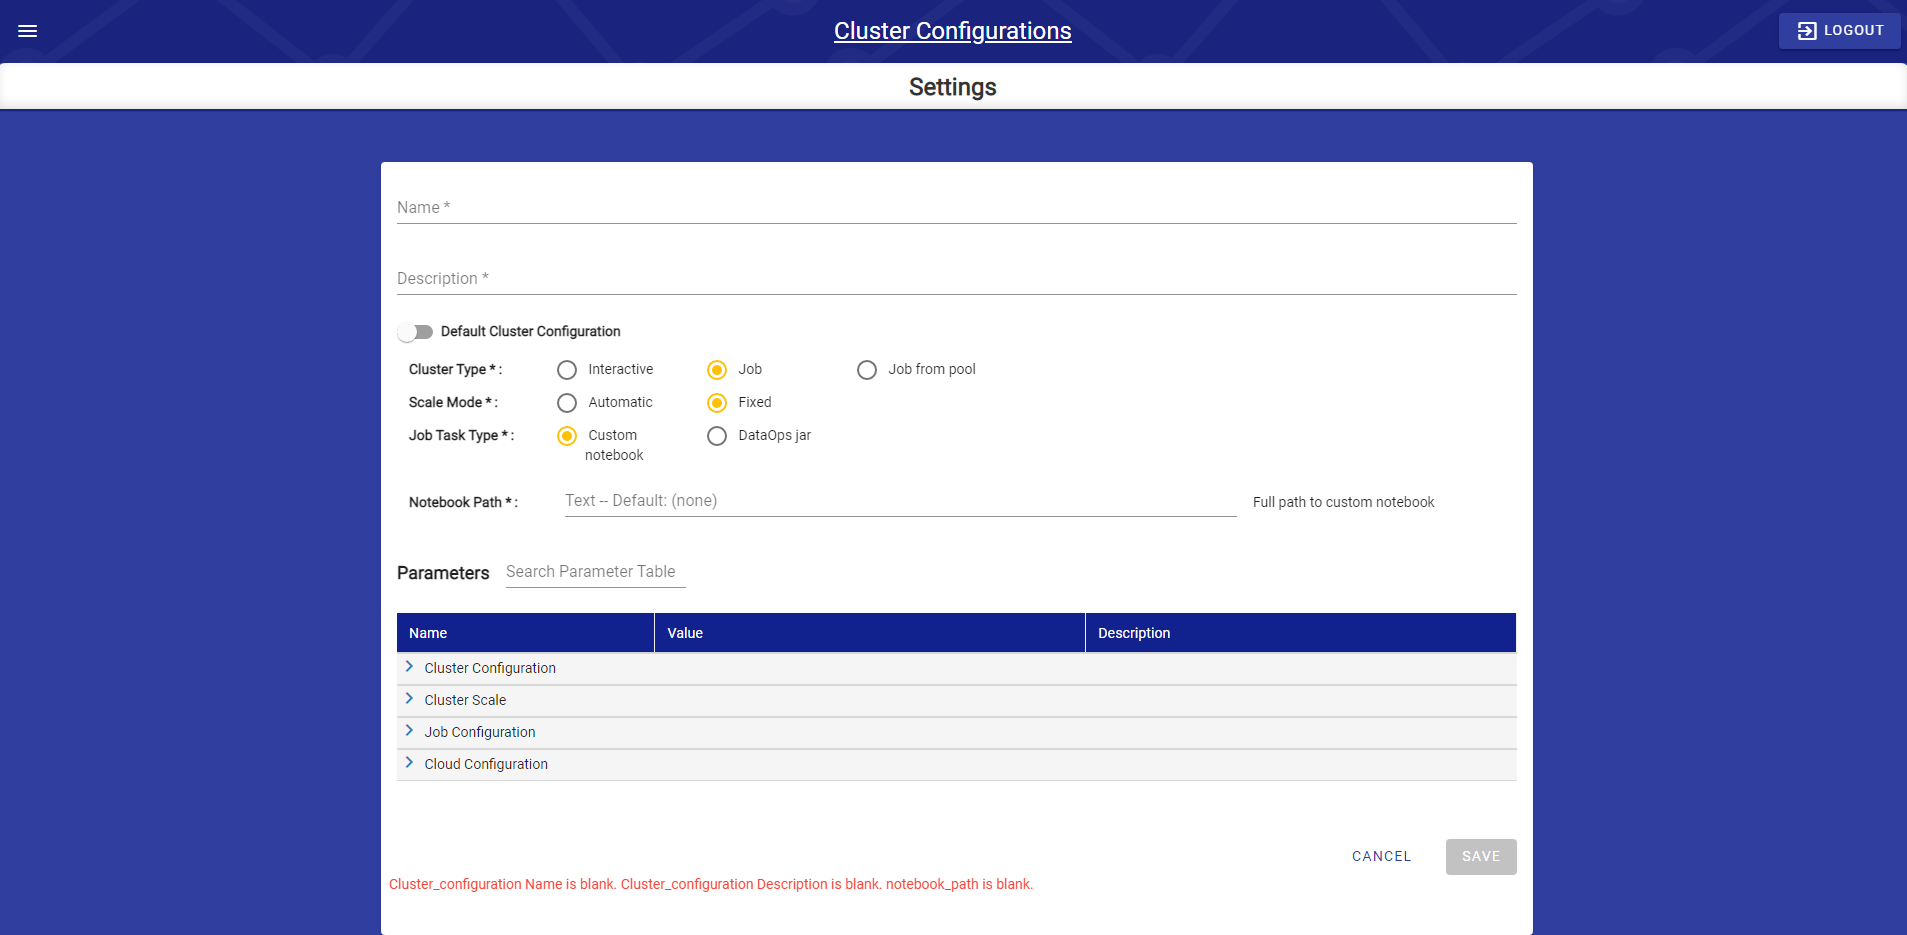 Cluster Configurations
LOGOUT
Settings
Name *
Description *
Default Cluster Configuration
Cluster Type * : Interactive Job Job from pool
Scale Mode * : Automatic Fixed
Job Task Type * : Custom notebook DataOps jar
Notebook Path * : Text -- Default: (none) Full path to custom notebook
Parameters Search Parameter Table
Name Value Description
Cluster Configuration
Cluster Scale
Job Configuration
Cloud Configuration
CANCEL SAVE
Cluster_configuration Name is blank. Cluster_configuration Description is blank. notebook_path is blank.